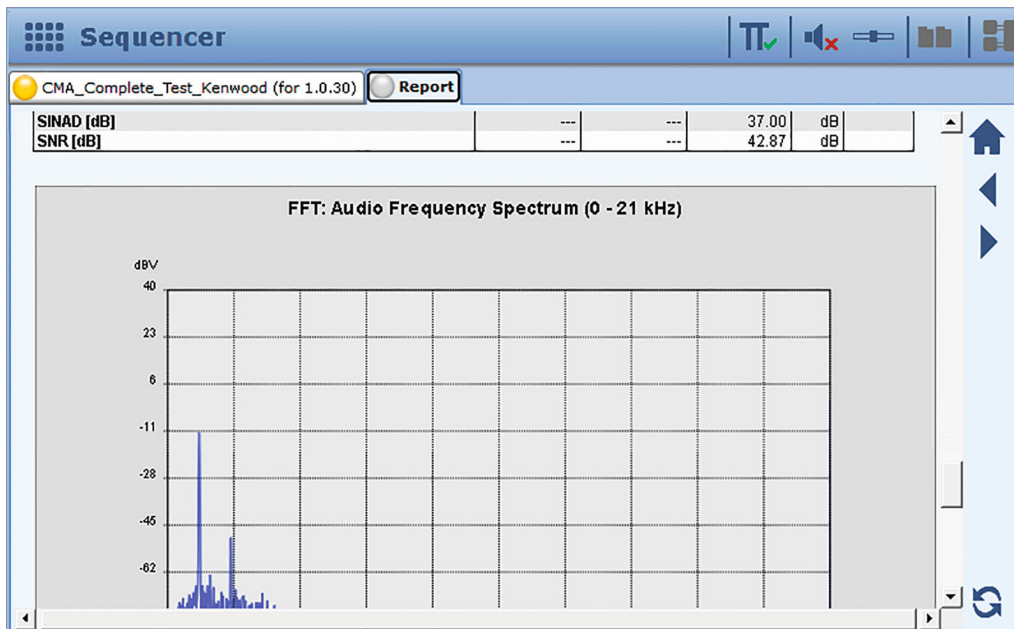 Sequencer
CMA_Complete_Test_Kenwood (for 1.0.30) Report
SINAD [dB] --- --- 37.00 dB
SNR [dB] --- --- 42.87 dB
FFT: Audio Frequency Spectrum (0 - 21 kHz)
dBV
40
23
6
-11
-28
-45
-62